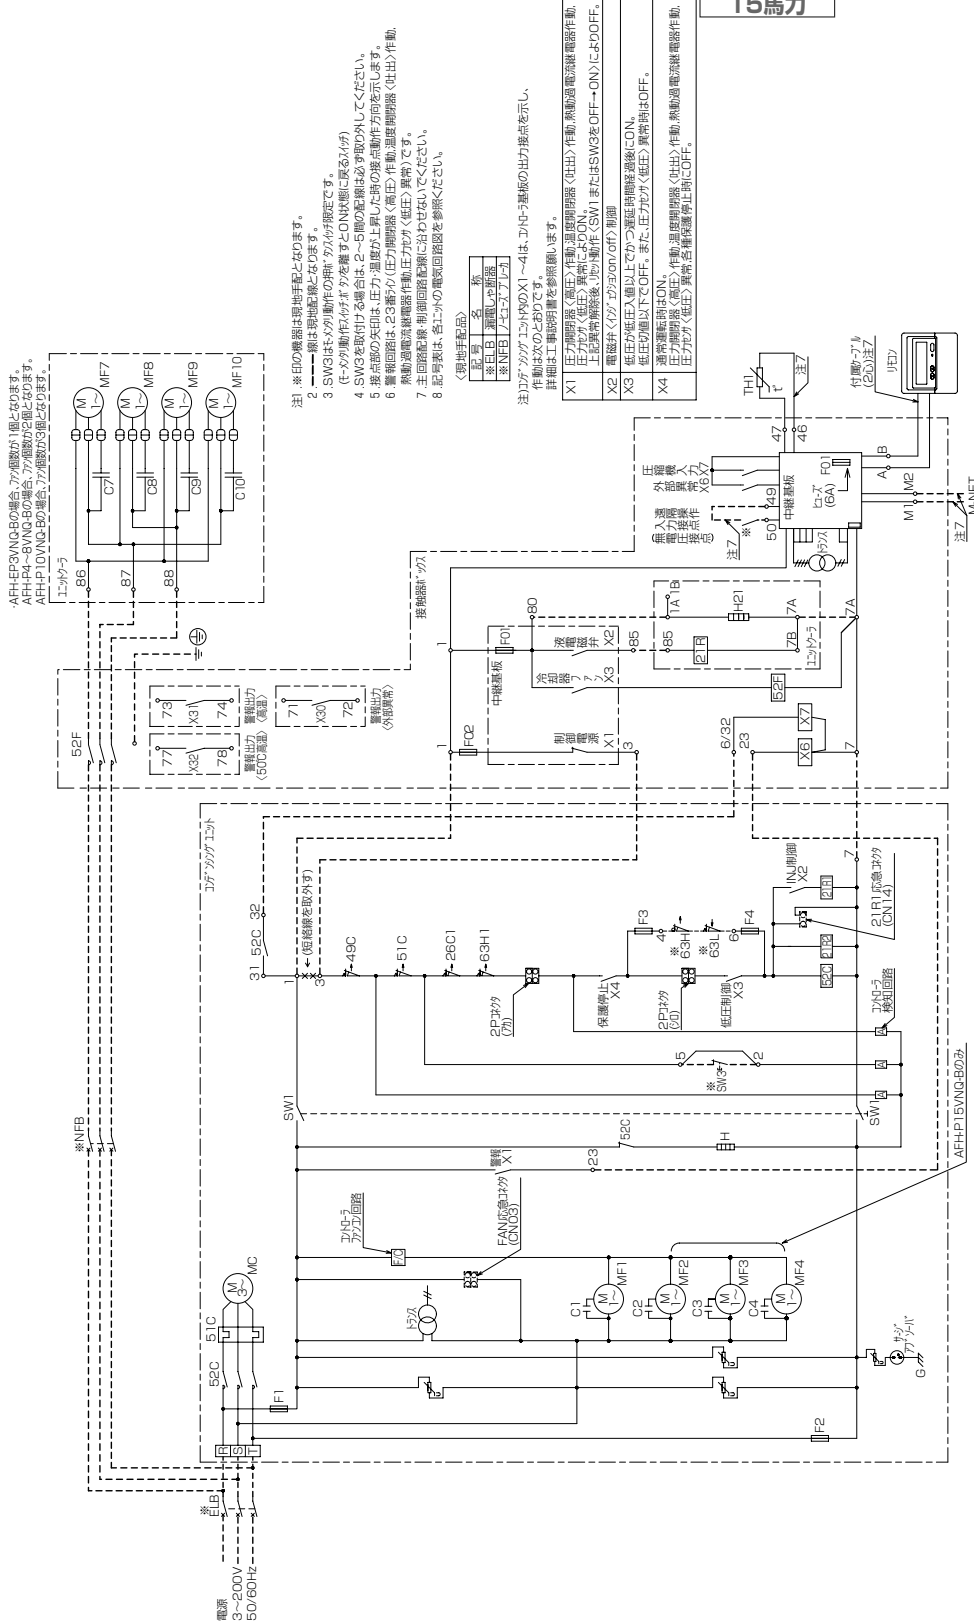 15馬力
・AFH-EP3VNQ-Bの場合、ファン個数が1個となります。
AFH-P4~8VNQ-Bの場合、ファン個数が2個となります。
AFH-P10VNQ-Bの場合、ファン個数が3個となります。
ユニットクーラ
86
87
88
C7
C8
C9
C10
M
1~
MF7
M
1~
MF8
M
1~
MF9
M
1~
MF10
注1.※印の機器は現地手配となります。
2.----線は現地配線となります。
3.SW3はモーメンタリ動作の押ボタンスイッチ限定です。
(モーメンタリ動作スイッチ:ボタンを離すとON状態に戻るスイッチ)
4.SW3を取付ける場合は、2~5間の配線は必ず取り外してください。
5.接点部の矢印は、圧力・温度が上昇した時の接点動作方向を示します。
6.警報回路は、23番ライン(圧力開閉器〈高圧〉作動,温度開閉器〈吐出〉作動,
熱動過電流継電器作動,圧力センサ〈低圧〉異常)です。
7.主回路配線・制御回路配線に沿わせないでください。
8.記号表は、各ユニットの電気回路図を参照ください。
〈現地手配品〉
記号 名称
※ELB 漏電しゃ断器
※NFB ノーヒューズブレーカ
注)コンデンシングユニット内のX1~4は、コントローラ基板の出力接点を示し、
作動は次のとおりです。
詳細は工事説明書を参照願います。
X1 圧力開閉器〈高圧〉作動,温度開閉器〈吐出〉作動,熱動過電流継電器作動,
圧力センサ〈低圧〉異常によりON。
上記異常解除後、リセット動作〈SW1またはSW3をOFF→ON〉によりOFF。
X2 電磁弁〈インジェクションon/off〉制御
X3 低圧が低圧入値以上でかつ遅延時間経過後にON。
低圧切値以下でOFF。また、圧力センサ〈低圧〉異常時はOFF。
X4 通常運転時はON。
圧力開閉器〈高圧〉作動,温度開閉器〈吐出〉作動,熱動過電流継電器作動,
圧力センサ〈低圧〉異常,各種保護停止時にOFF。
接触器ボックス
52F
73
X31
74
警報出力
〈高温〉
77
X32
78
警報出力
〈50℃高温〉
71
X30
72
警報出力
〈外部異常〉
1
中継基板
F01
80
液電磁弁
X2
冷却器ファン
X3
85
85
21R
1A
1B
H21
7B
7A
ユニットクーラ
7A
52F
1
F02
制御電源
X1
3
6/32
23
X6
X7
7
無電圧接点
入力
遠隔操作接点
※
注7
50
49
外部異常
X6
圧縮機入力
X7
中継基板
ヒューズ
(6A)
F01
トランス
47
46
TH1
t°
注7
A
B
M1
M2
注7
M-NET
付属ケーブル
(2心)注7
リモコン
コンデンシングユニット
31
52C
32
1
3
(短絡線を取外す)
49C
51C
26C1
63H1
2Pコネクタ
(アカ)
保護停止
X4
2Pコネクタ
(シロ)
低圧制御
X3
F3
4
※
63H
※
63L
6
F4
INJ制御
X2
52C
21R2
21R1
7
21R1応急コネクタ
(CN14)
コントローラ
検知回路
A
A
A
5
※
SW3
2
SW1
SW1
52C
H
警報
X1
23
AFH-P15VNQ-Bのみ
FAN応急コネクタ
(CN03)
コントローラ
ファンコン回路
F/C
トランス
C1
M
1~
MF1
C2
M
1~
MF2
C3
M
1~
MF3
C4
M
1~
MF4
サージ
アブソーバ
G
※NFB
M
3~
MC
51C
52C
F1
F2
R
S
T
※
ELB
電源
3~200V
50/60Hz